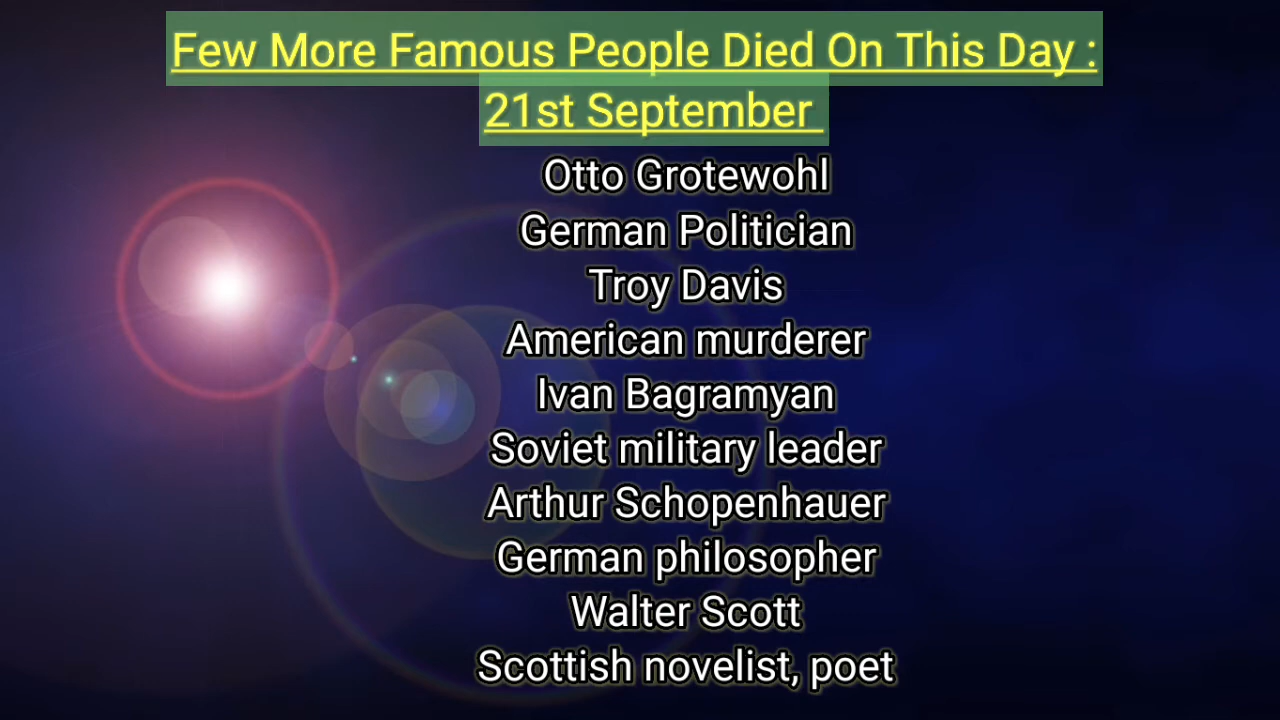 Few More Famous People Died On This Day :
21st September
Otto Grotewohl
German Politician
Troy Davis
American murderer
Ivan Bagramyan
Soviet military leader
Arthur Schopenhauer
German philosopher
Walter Scott
Scottish novelist, poet